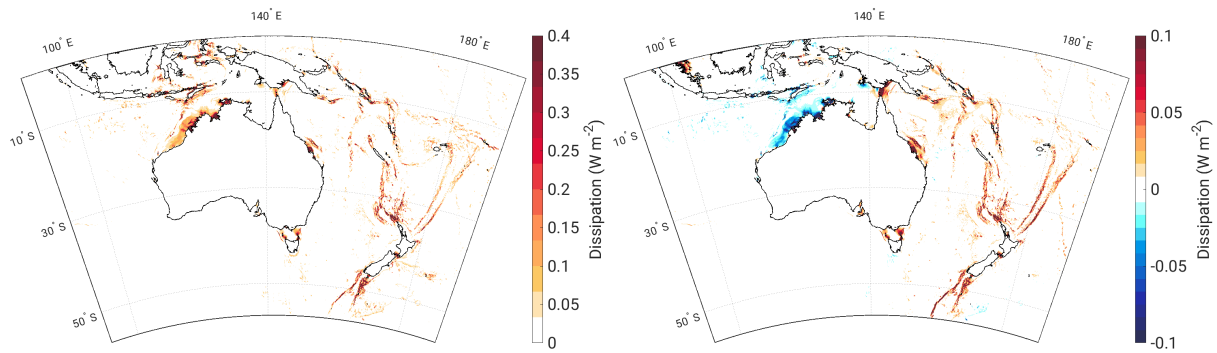 140° E
100° E
180° E
10° S
30° S
50° S
0.4
0.35
0.3
0.25
0.2
0.15
0.1
0.05
0
Dissipation (W m-2)
140° E
100° E
180° E
10° S
30° S
50° S
0.1
0.05
0
-0.05
-0.1
Dissipation (W m-2)